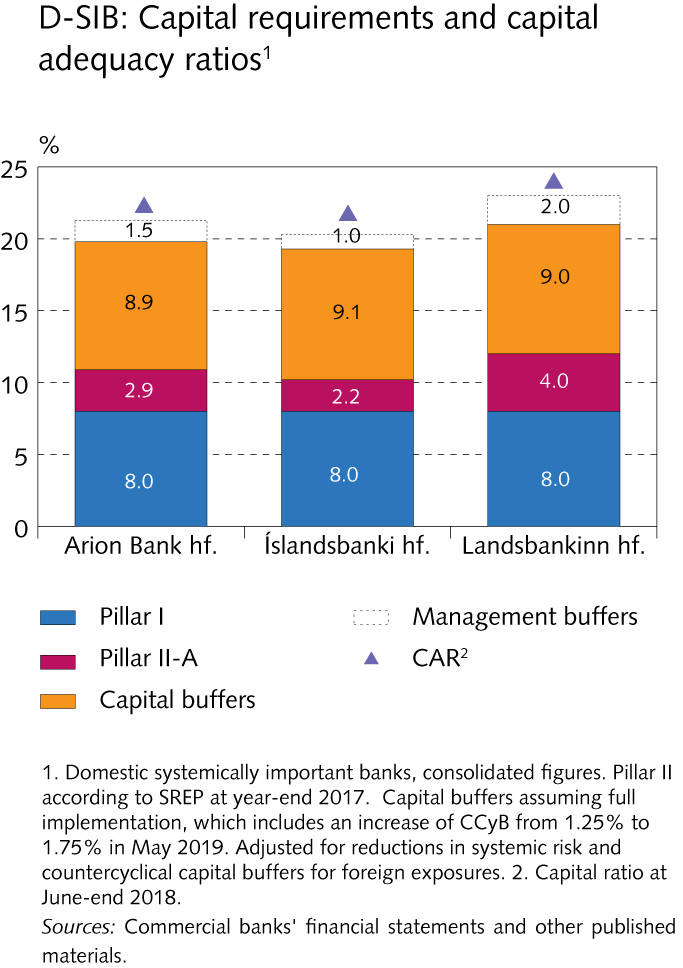 D-SIB: Capital requirements and capital
adequacy ratios¹
%
25
20
15
10
5
0
1.5
8.9
2.9
8.0
1.0
9.1
2.2
8.0
2.0
9.0
4.0
8.0
Arion Bank hf.
Íslandsbanki hf.
Landsbankinn hf.
Pillar I
Pillar II-A
Capital buffers
Management buffers
CAR²
1. Domestic systemically important banks, consolidated figures. Pillar II
according to SREP at year-end 2017. Capital buffers assuming full
implementation, which includes an increase of CCyB from 1.25% to
1.75% in May 2019. Adjusted for reductions in systemic risk and
countercyclical capital buffers for foreign exposures. 2. Capital ratio at
June-end 2018.
Sources: Commercial banks' financial statements and other published
materials.